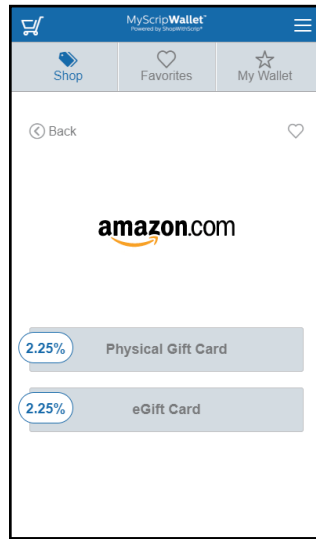 MyScripWallet™
Powered by ShopWithScrip®
Shop
Favorites
My Wallet
Back
amazon.com
2.25%
Physical Gift Card
2.25%
eGift Card